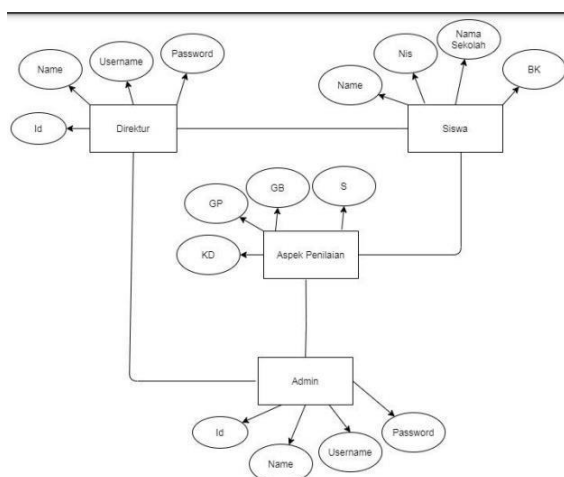 Name
Username
Password
Id
Direktur
Name
Nis
Nama
Sekolah
BK
Siswa
GP
GB
S
KD
Aspek Penilaian
Admin
Id
Name
Username
Password